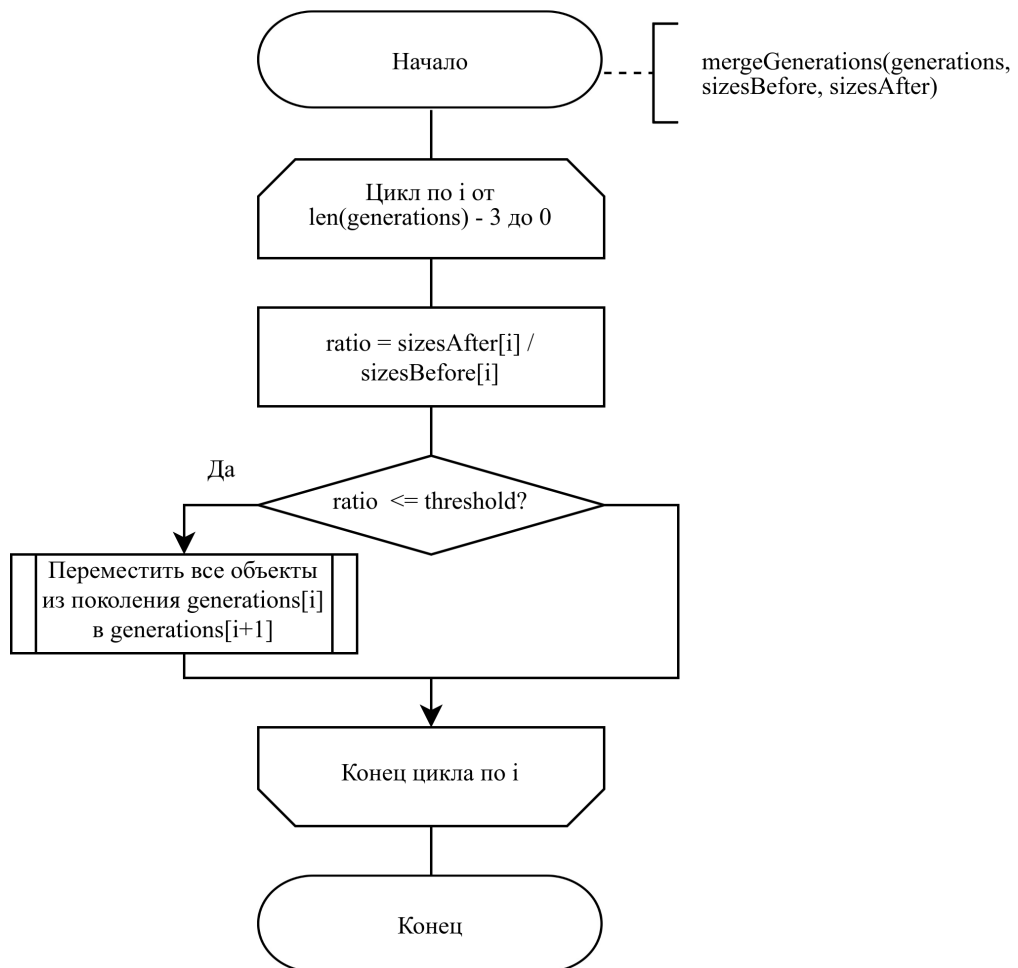 Начало
mergeGenerations(generations,
sizesBefore, sizesAfter)
Цикл по i от
len(generations) - 3 до 0
ratio = sizesAfter[i] /
sizesBefore[i]
Да
ratio <= threshold?
Переместить все объекты
из поколения generations[i]
в generations[i+1]
Конец цикла по i
Конец